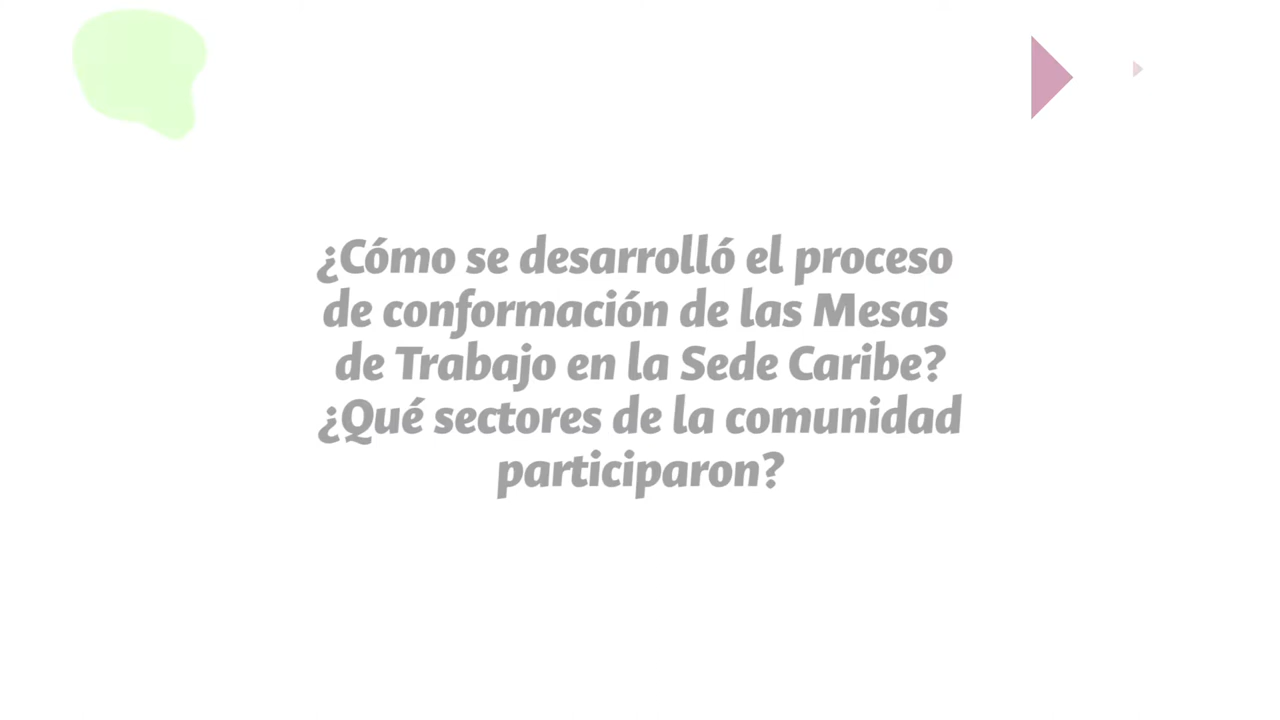 ¿Cómo se desarrolló el proceso
de conformación de las Mesas
de Trabajo en la Sede Caribe?
¿Qué sectores de la comunidad
participaron?